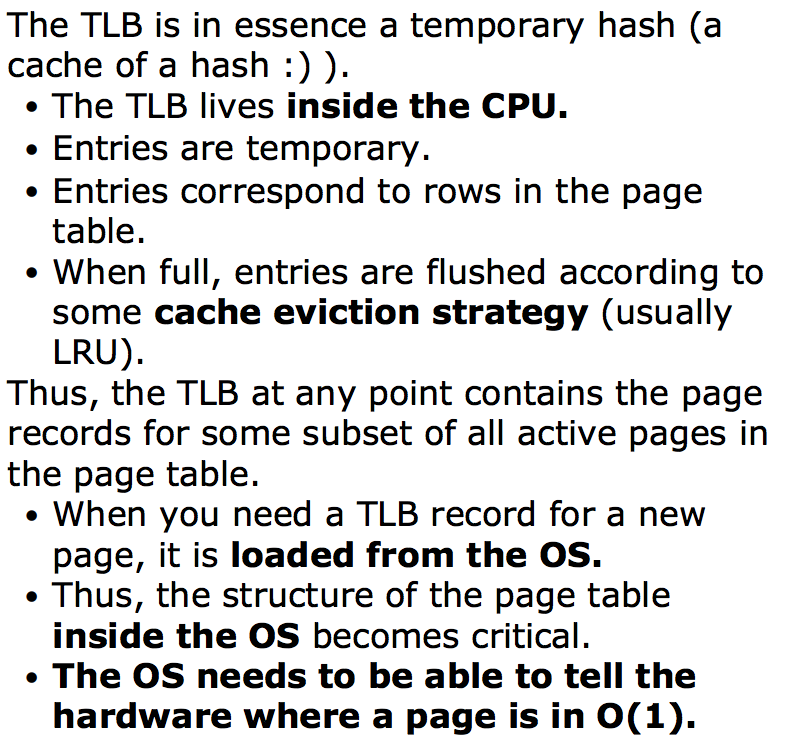 The TLB is in essence a temporary hash (a
cache of a hash :) ).
• The TLB lives inside the CPU.
• Entries are temporary.
• Entries correspond to rows in the page
table.
• When full, entries are flushed according to
some cache eviction strategy (usually
LRU).
Thus, the TLB at any point contains the page
records for some subset of all active pages in
the page table.
• When you need a TLB record for a new
page, it is loaded from the OS.
• Thus, the structure of the page table
inside the OS becomes critical.
• The OS needs to be able to tell the
hardware where a page is in O(1).